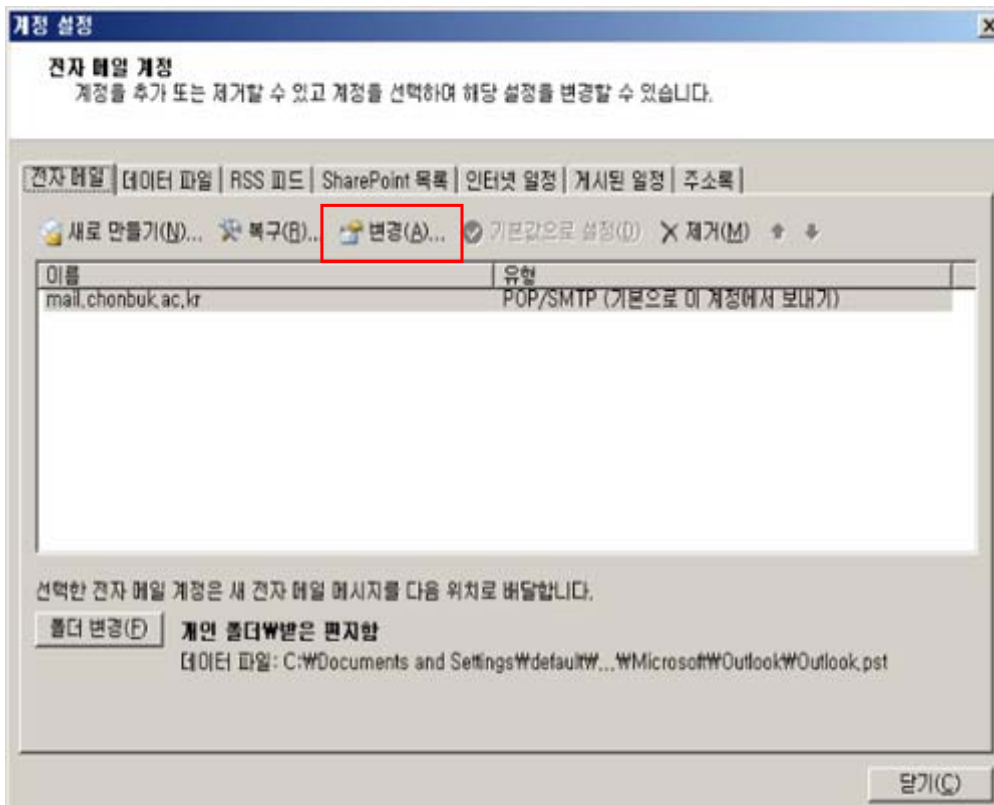 계정 설정
전자 메일 계정
계정을 추가 또는 제거할 수 있고 계정을 선택하여 해당 설정을 변경할 수 있습니다.
전자 메일 데이터 파일 RSS 피드 SharePoint 목록 인터넷 일정 게시된 일정 주소록
새로 만들기(N)... 복구(R)... 변경(A)... 기본값으로 설정(D) 제거(M)
이름 유형
mail.chonbuk.ac.kr POP/SMTP (기본으로 이 계정에서 보내기)
선택한 전자 메일 계정은 새 전자 메일 메시지를 다음 위치로 배달합니다.
폴더 변경(F) 개인 폴더₩받은 편지함
데이터 파일: C:₩Documents and Settings₩default₩...₩Microsoft₩Outlook₩Outlook.pst
닫기(C)